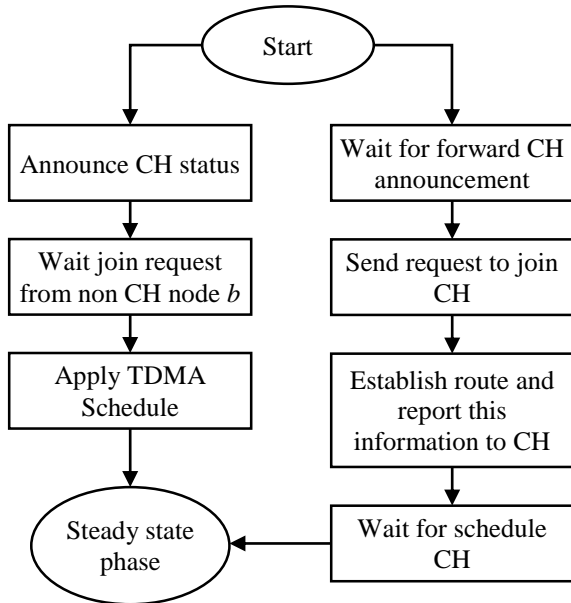 Start
Announce CH status
Wait join request
from non CH node b
Apply TDMA
Schedule
Steady state
phase
Wait for forward CH
announcement
Send request to join
CH
Establish route and
report this
information to CH
Wait for schedule
CH